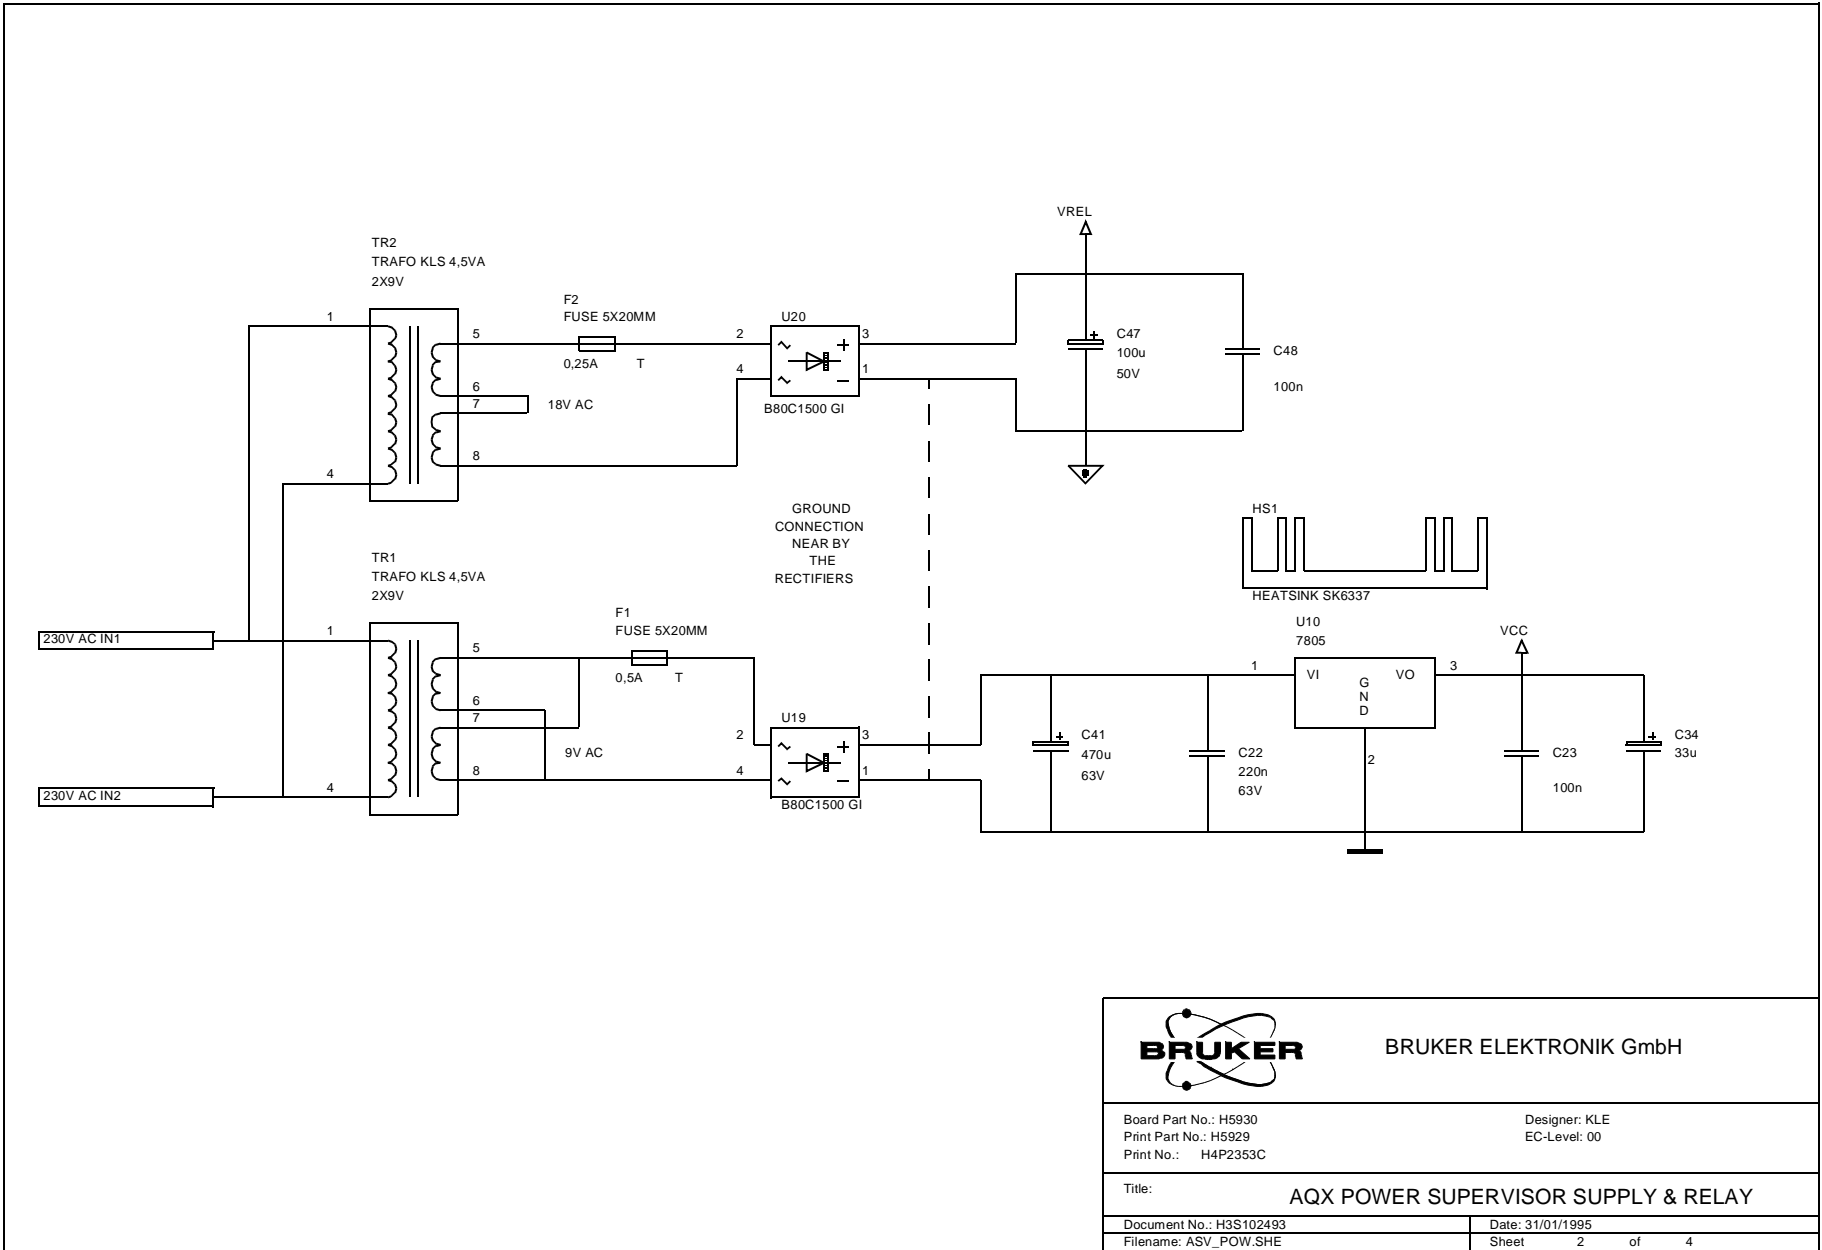 VREL
TR2
TRAFO KLS 4,5VA
2X9V
F2
FUSE 5X20MM
0,25A T
1
4
5
6
7
8
18V AC
U20
2
4
3
1
B80C1500 GI
C47
100u
50V
C48
100n
GROUND
CONNECTION
NEAR BY
THE
RECTIFIERS
HS1
HEATSINK SK6337
TR1
TRAFO KLS 4,5VA
2X9V
230V AC IN1
230V AC IN2
1
4
5
6
7
8
9V AC
F1
FUSE 5X20MM
0,5A T
U19
2
4
3
1
B80C1500 GI
C41
470u
63V
C22
220n
63V
U10
7805
1
VI
VO
GND
3
2
VCC
C23
100n
C34
33u
BRUKER
BRUKER ELEKTRONIK GmbH
Board Part No.: H5930
Designer: KLE
Print Part No.: H5929
EC-Level: 00
Print No.: H4P2353C
Title: AQX POWER SUPERVISOR SUPPLY & RELAY
Document No.: H3S102493
Date: 31/01/1995
Filename: ASV_POW.SHE
Sheet 2 of 4